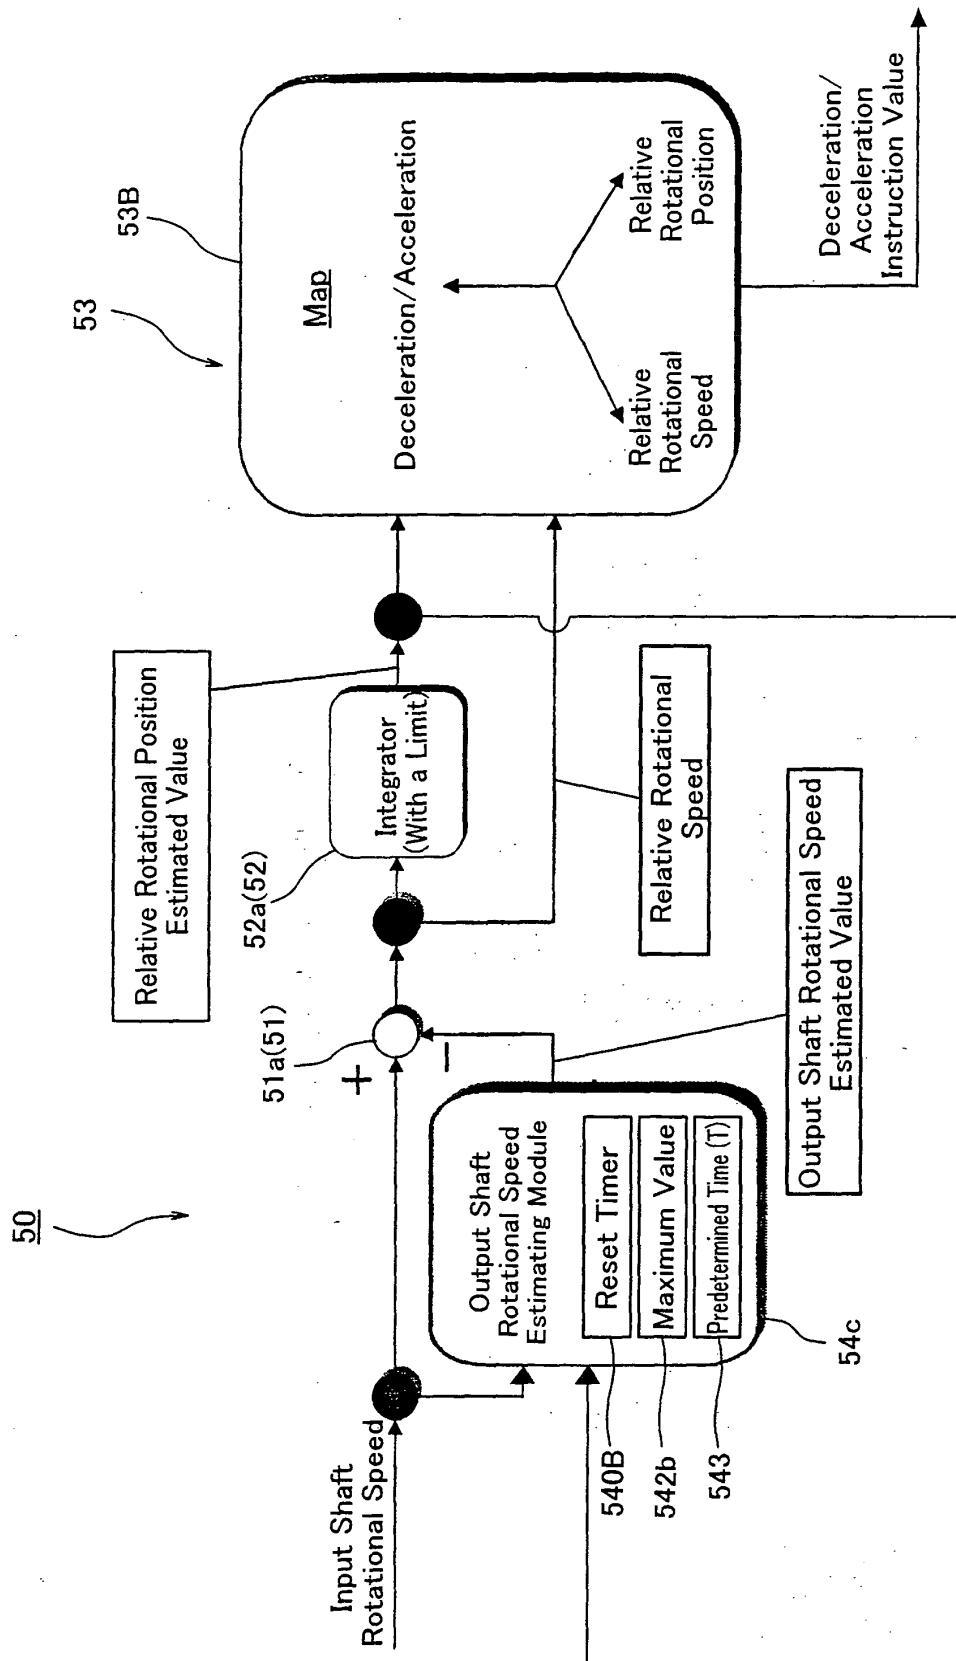 50
Input Shaft
Rotational Speed
Output Shaft
Rotational Speed
Estimating Module
Reset Timer
Maximum Value
Predetermined Time (T)
540B
542b
543
54c
+
−
51a(51)
52a(52)
Integrator
(With a Limit)
Relative Rotational Position
Estimated Value
Relative Rotational
Speed
Output Shaft Rotational Speed
Estimated Value
53
53B
Map
Deceleration/Acceleration
Relative
Rotational
Speed
Relative
Rotational
Position
Deceleration/
Acceleration
Instruction Value